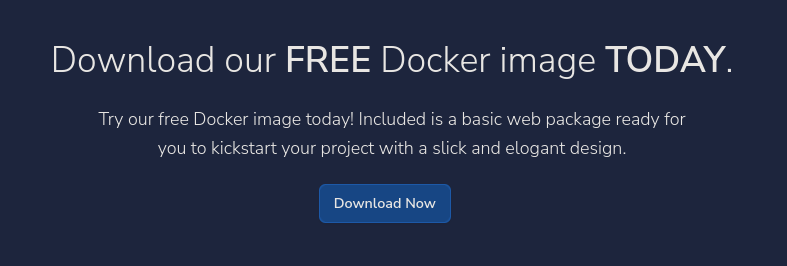 Download our FREE Docker image TODAY.
Try our free Docker image today! Included is a basic web package ready for
you to kickstart your project with a slick and elogant design.
Download Now